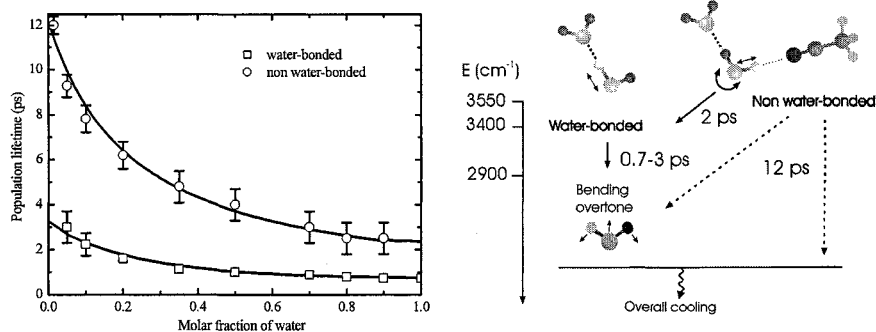 12
10
8
6
4
2
0
0.0 0.2 0.4 0.6 0.8 1.0
Population lifetime (ps)
Molar fraction of water
water-bonded
non water-bonded
E (cm⁻¹)
3550
3400
2900
Water-bonded
Non water-bonded
2 ps
0.7-3 ps
12 ps
Bending
overtone
Overall cooling